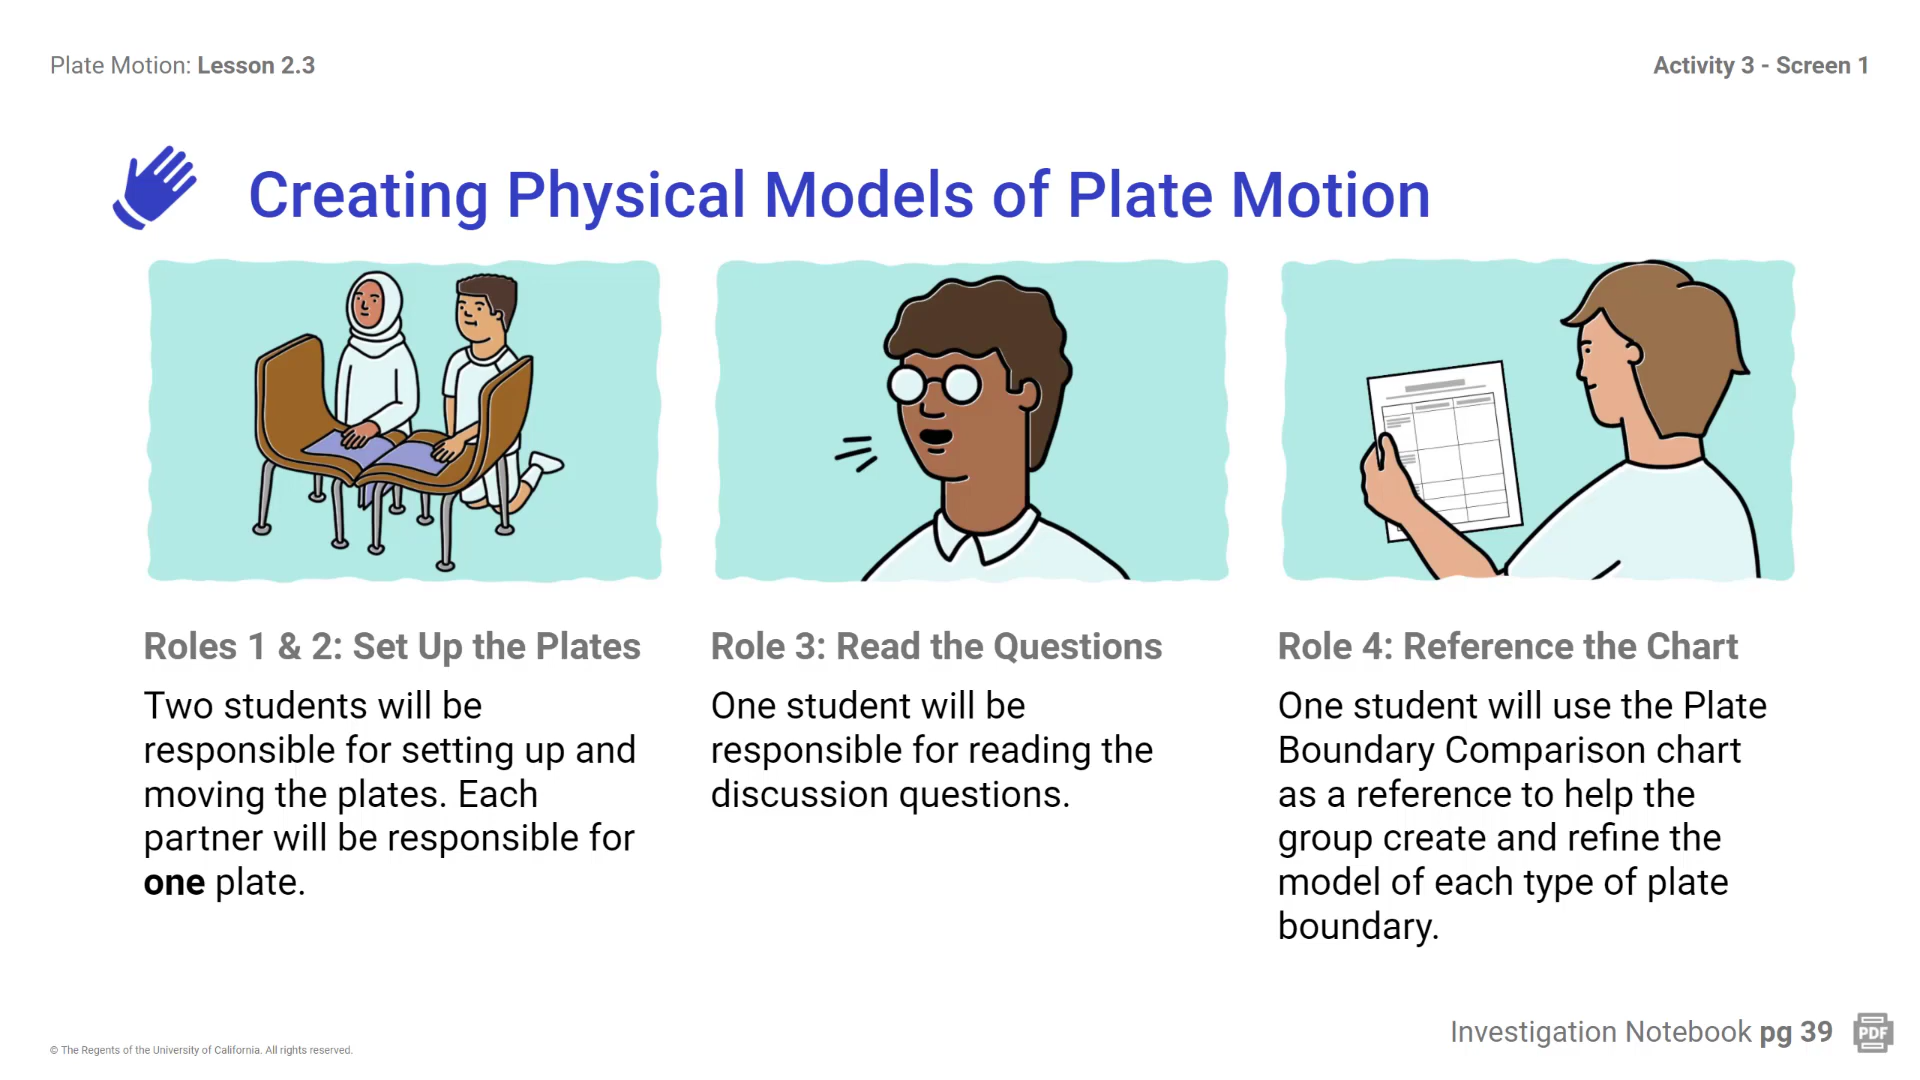 Plate Motion: Lesson 2.3
Activity 3 - Screen 1
Creating Physical Models of Plate Motion
Roles 1 & 2: Set Up the Plates
Two students will be
responsible for setting up and
moving the plates. Each
partner will be responsible for
one plate.
Role 3: Read the Questions
One student will be
responsible for reading the
discussion questions.
Role 4: Reference the Chart
One student will use the Plate
Boundary Comparison chart
as a reference to help the
group create and refine the
model of each type of plate
boundary.
Investigation Notebook pg 39
PDF
© The Regents of the University of California. All rights reserved.